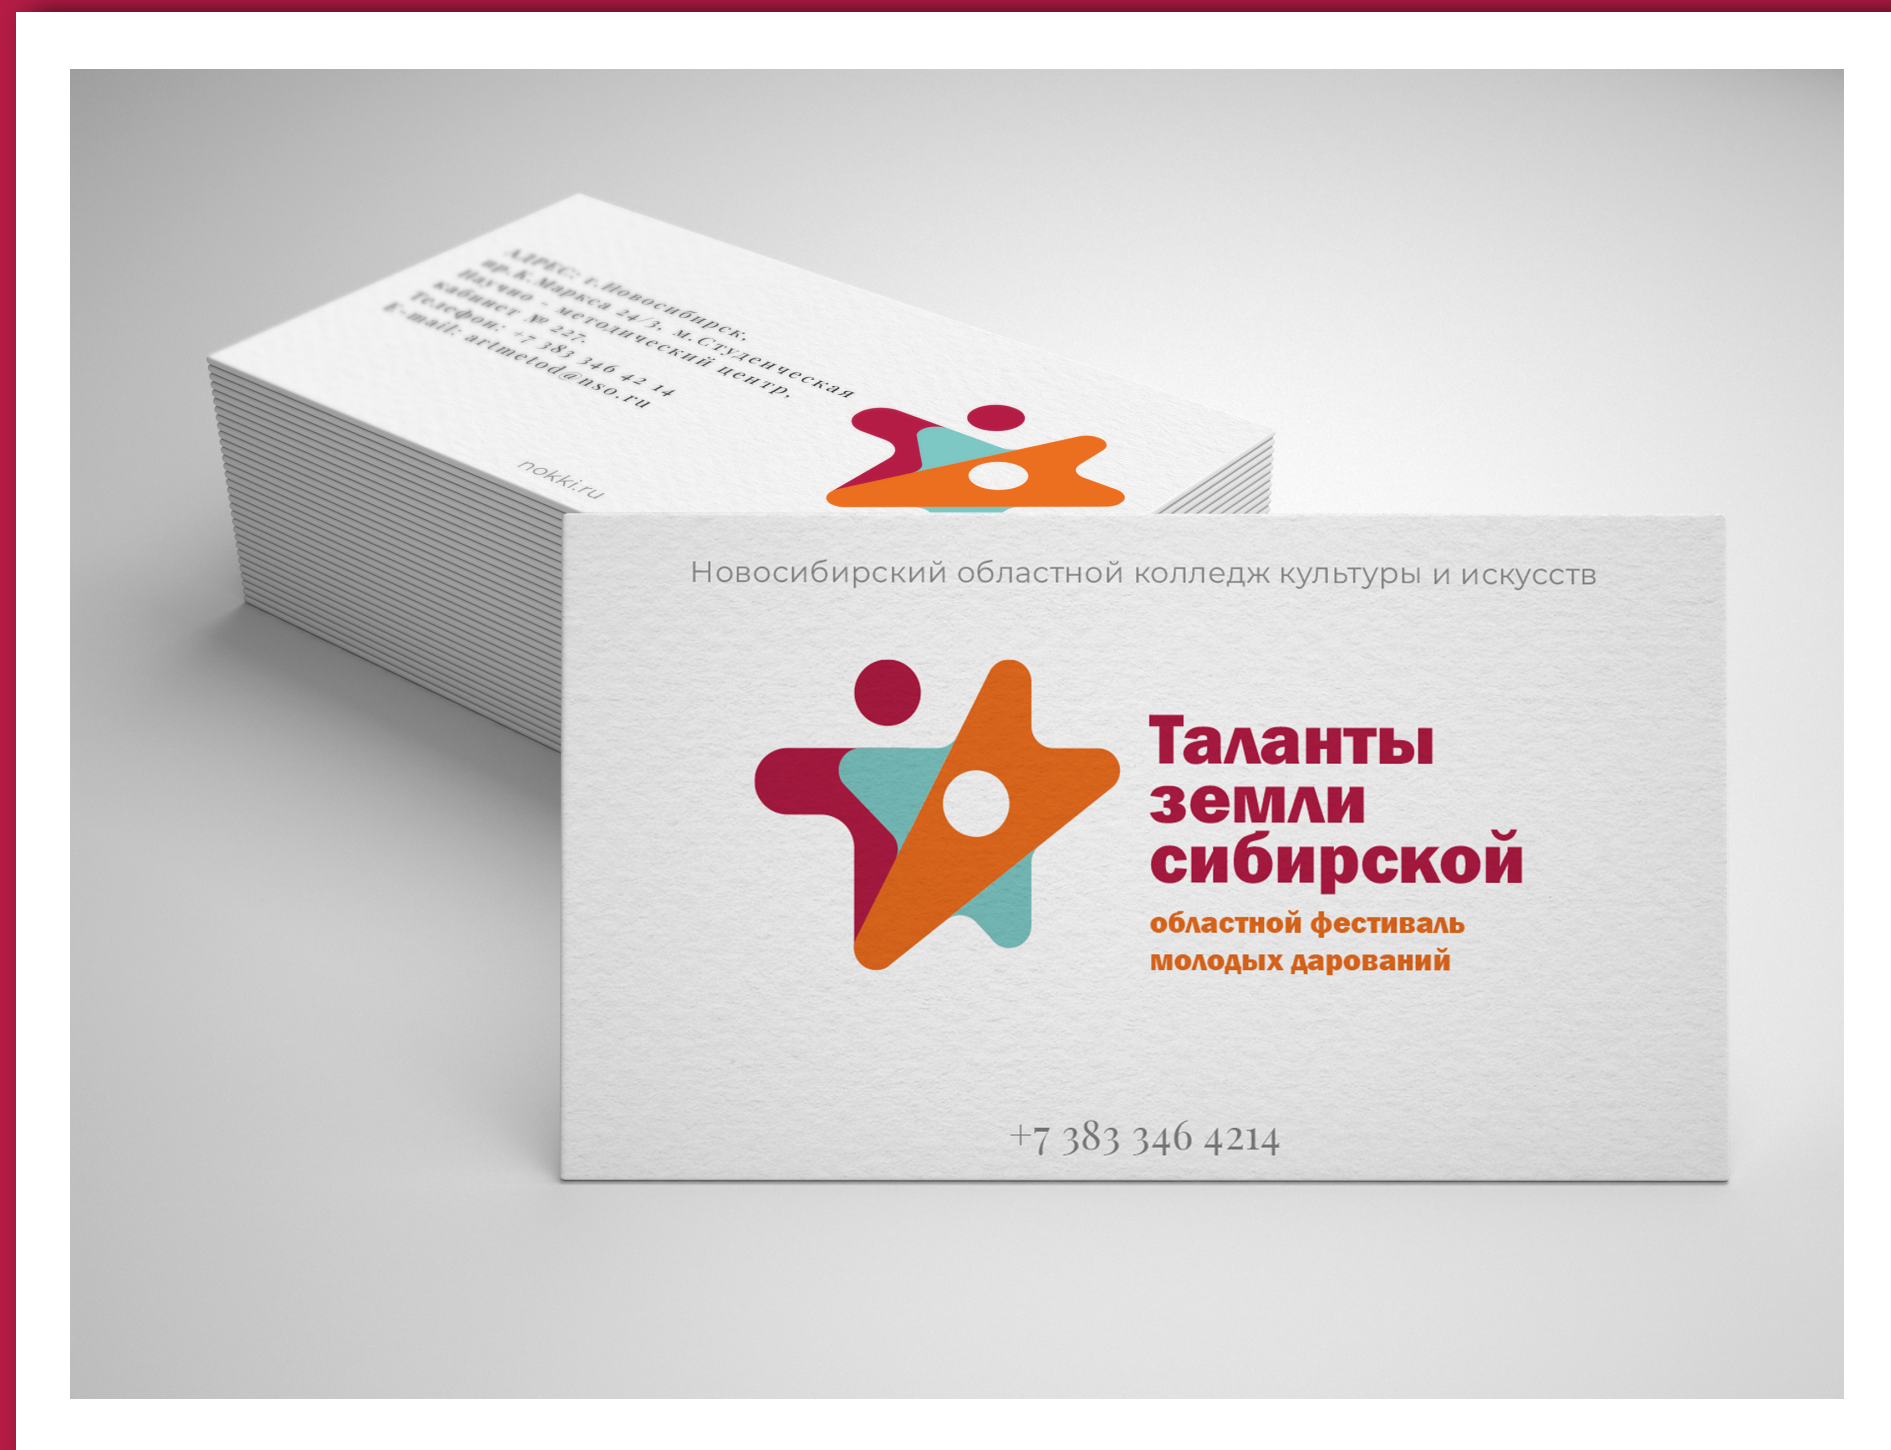 АДРЕС: г.Новосибирск,
пр.К.Маркса 24/3, м.Студенческая
Научно - методический центр,
кабинет № 227.
Телефон: +7 383 346 42 14
E-mail: artmetod@nso.ru
nokki.ru
Новосибирский областной колледж культуры и искусств
Таланты
земли
сибирской
областной фестиваль
молодых дарований
+7 383 346 4214